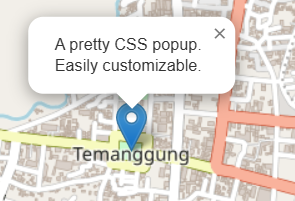 A pretty CSS popup.
Easily customizable.
Temanggung